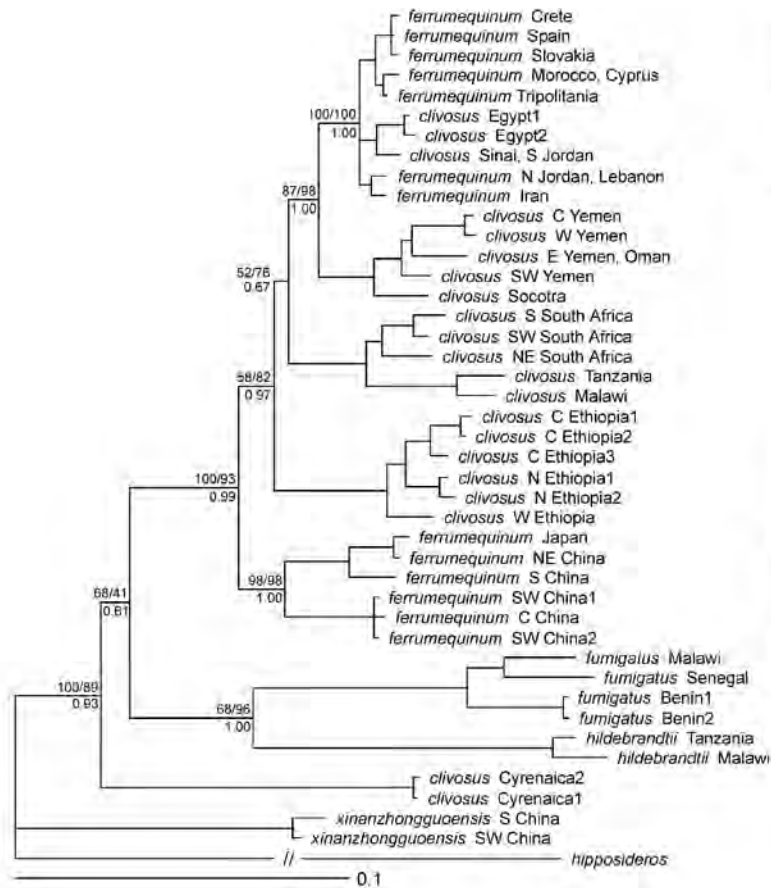 ferrumequinum Crete
ferrumequinum Spain
ferrumequinum Slovakia
ferrumequinum Morocco, Cyprus
ferrumequinum Tripolitania
100/100
1.00
clivosus Egypt1
clivosus Egypt2
clivosus Sinai, S Jordan
ferrumequinum N Jordan, Lebanon
87/98
1.00
ferrumequinum Iran
clivosus C Yemen
clivosus W Yemen
clivosus E Yemen, Oman
52/76
0.67
clivosus SW Yemen
clivosus Socotra
clivosus S South Africa
clivosus SW South Africa
clivosus NE South Africa
58/82
0.97
clivosus Tanzania
clivosus Malawi
clivosus C Ethiopia1
clivosus C Ethiopia2
clivosus C Ethiopia3
100/93
0.99
clivosus N Ethiopia1
clivosus N Ethiopia2
clivosus W Ethiopia
ferrumequinum Japan
ferrumequinum NE China
98/98
1.00
ferrumequinum S China
ferrumequinum SW China1
68/41
0.81
ferrumequinum C China
ferrumequinum SW China2
fumigatus Malawi
fumigatus Senegal
100/89
0.93
fumigatus Benin1
68/96
1.00
fumigatus Benin2
hildebrandtii Tanzania
hildebrandtii Malawi
clivosus Cyrenaica2
clivosus Cyrenaica1
xinanzhongguoensis S China
xinanzhongguoensis SW China
// hipposideros
0.1